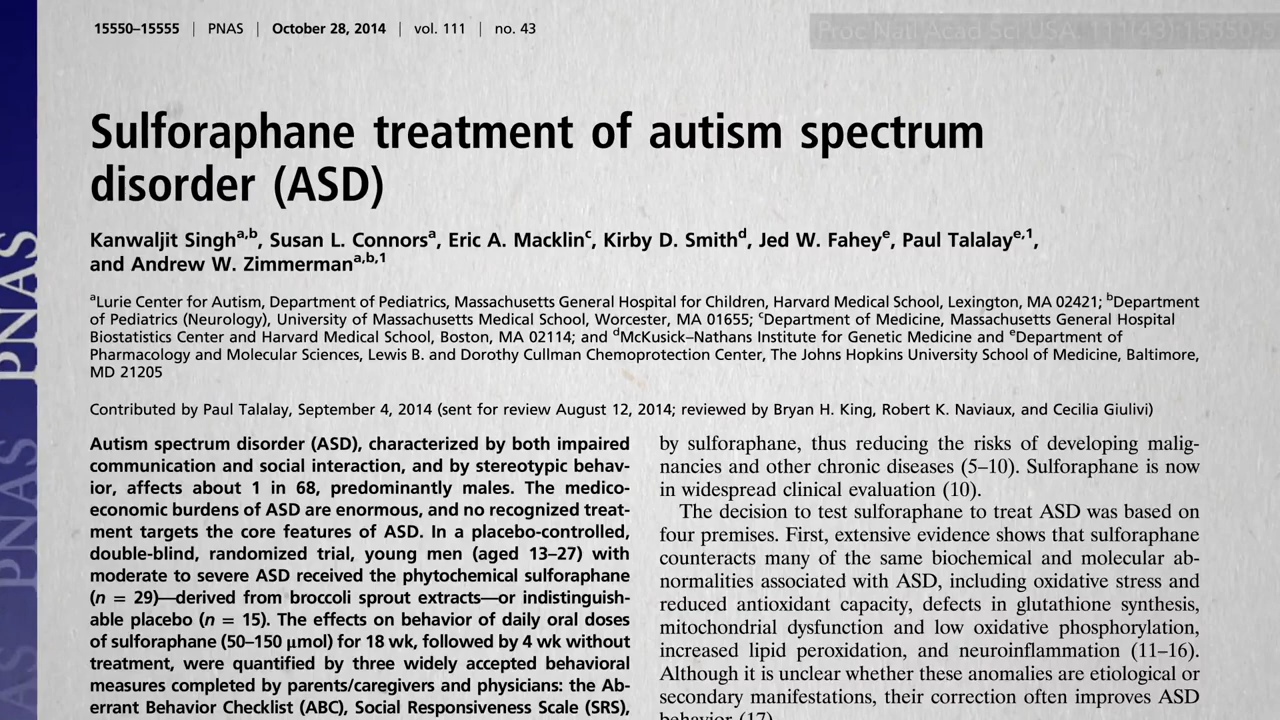 15550–15555 | PNAS | October 28, 2014 | vol. 111 | no. 43
Proc Natl Acad Sci USA. 111(43):15550-5
Sulforaphane treatment of autism spectrum
disorder (ASD)
Kanwaljit Singha,b, Susan L. Connorsa, Eric A. Macklinc, Kirby D. Smithd, Jed W. Faheye, Paul Talalaye,1,
and Andrew W. Zimmermana,b,1
aLurie Center for Autism, Department of Pediatrics, Massachusetts General Hospital for Children, Harvard Medical School, Lexington, MA 02421; bDepartment
of Pediatrics (Neurology), University of Massachusetts Medical School, Worcester, MA 01655; cDepartment of Medicine, Massachusetts General Hospital
Biostatistics Center and Harvard Medical School, Boston, MA 02114; and dMcKusick–Nathans Institute for Genetic Medicine and eDepartment of
Pharmacology and Molecular Sciences, Lewis B. and Dorothy Cullman Chemoprotection Center, The Johns Hopkins University School of Medicine, Baltimore,
MD 21205
Contributed by Paul Talalay, September 4, 2014 (sent for review August 12, 2014; reviewed by Bryan H. King, Robert K. Naviaux, and Cecilia Giulivi)
Autism spectrum disorder (ASD), characterized by both impaired
communication and social interaction, and by stereotypic behav-
ior, affects about 1 in 68, predominantly males. The medico-
economic burdens of ASD are enormous, and no recognized treat-
ment targets the core features of ASD. In a placebo-controlled,
double-blind, randomized trial, young men (aged 13–27) with
moderate to severe ASD received the phytochemical sulforaphane
(n = 29)—derived from broccoli sprout extracts—or indistinguish-
able placebo (n = 15). The effects on behavior of daily oral doses
of sulforaphane (50–150 μmol) for 18 wk, followed by 4 wk without
treatment, were quantified by three widely accepted behavioral
measures completed by parents/caregivers and physicians: the Ab-
errant Behavior Checklist (ABC), Social Responsiveness Scale (SRS),
by sulforaphane, thus reducing the risks of developing malig-
nancies and other chronic diseases (5–10). Sulforaphane is now
in widespread clinical evaluation (10).
The decision to test sulforaphane to treat ASD was based on
four premises. First, extensive evidence shows that sulforaphane
counteracts many of the same biochemical and molecular ab-
normalities associated with ASD, including oxidative stress and
reduced antioxidant capacity, defects in glutathione synthesis,
mitochondrial dysfunction and low oxidative phosphorylation,
increased lipid peroxidation, and neuroinflammation (11–16).
Although it is unclear whether these anomalies are etiological or
secondary manifestations, their correction often improves ASD
behavior (17).
PNAS
PNAS
AS